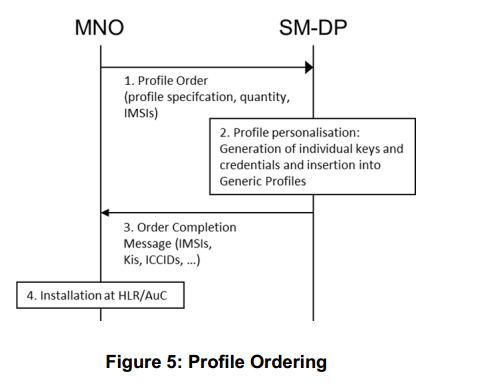 MNO
SM-DP
1. Profile Order
(profile specifcation, quantity,
IMSIs)
2. Profile personalisation:
Generation of individual keys and
credentials and insertion into
Generic Profiles
3. Order Completion
Message (IMSIs,
Kis, ICCIDs, ...)
4. Installation at HLR/AuC
Figure 5: Profile Ordering